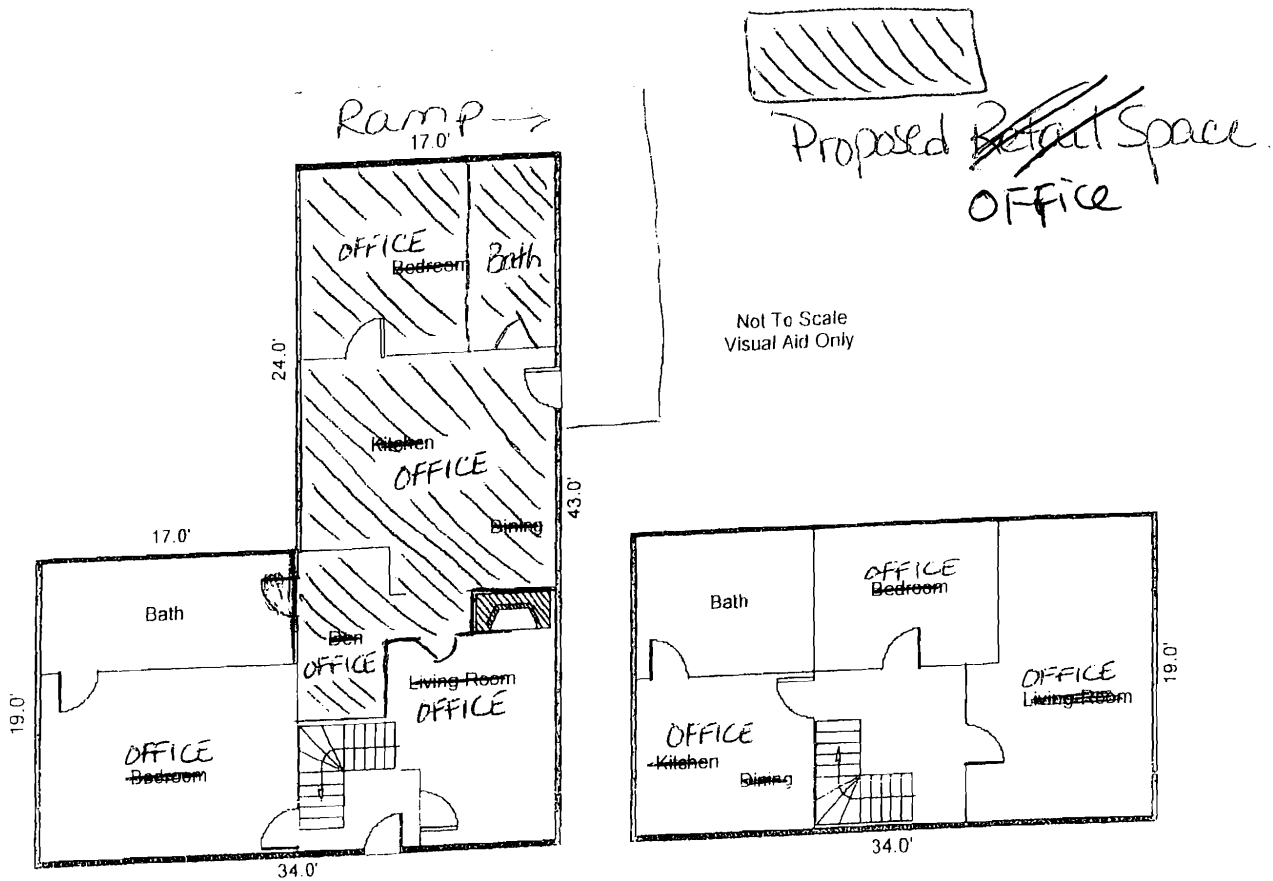 Ramp →
17.0'
Proposed Retail Space.
OFFICE
OFFICE
Bedroom
Bath
Not To Scale
Visual Aid Only
24.0'
Kitchen
OFFICE
Dining
43.0'
17.0'
Bath
Den
OFFICE
Living Room
OFFICE
19.0'
OFFICE
Bedroom
34.0'
Bath
OFFICE
Bedroom
OFFICE
Living Room
19.0'
OFFICE
Kitchen
Dining
34.0'